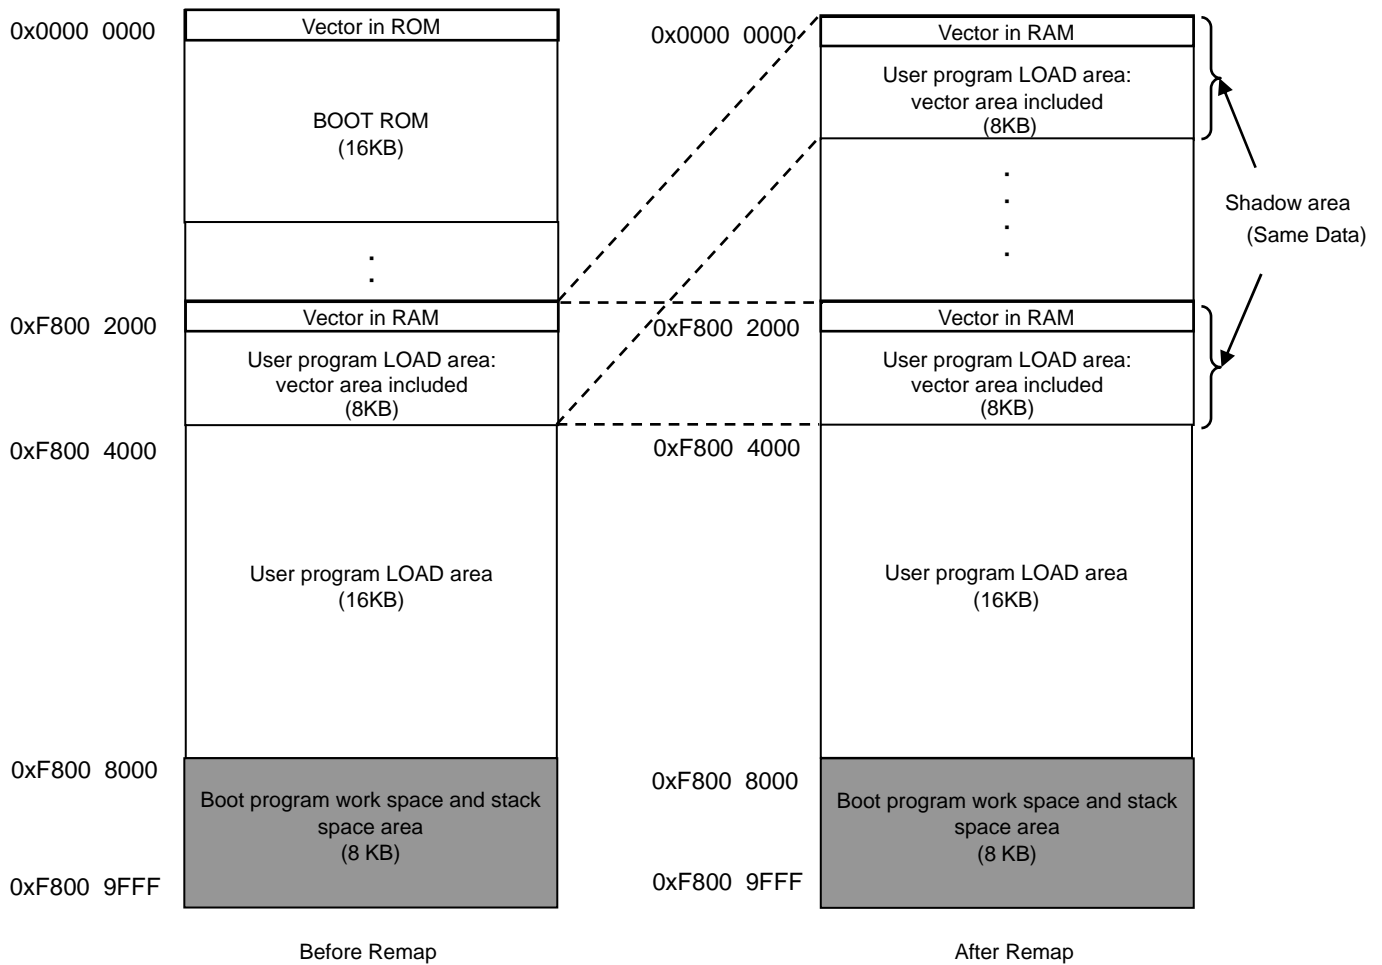 0x0000 0000
Vector in ROM
BOOT ROM
(16KB)
.
.
0xF800 2000
Vector in RAM
User program LOAD area:
vector area included
(8KB)
0xF800 4000
User program LOAD area
(16KB)
0xF800 8000
Boot program work space and stack
space area
(8 KB)
0xF800 9FFF
Before Remap
0x0000 0000
Vector in RAM
User program LOAD area:
vector area included
(8KB)
.
.
.
.
Shadow area
(Same Data)
0xF800 2000
Vector in RAM
User program LOAD area:
vector area included
(8KB)
0xF800 4000
User program LOAD area
(16KB)
0xF800 8000
Boot program work space and stack
space area
(8 KB)
0xF800 9FFF
After Remap